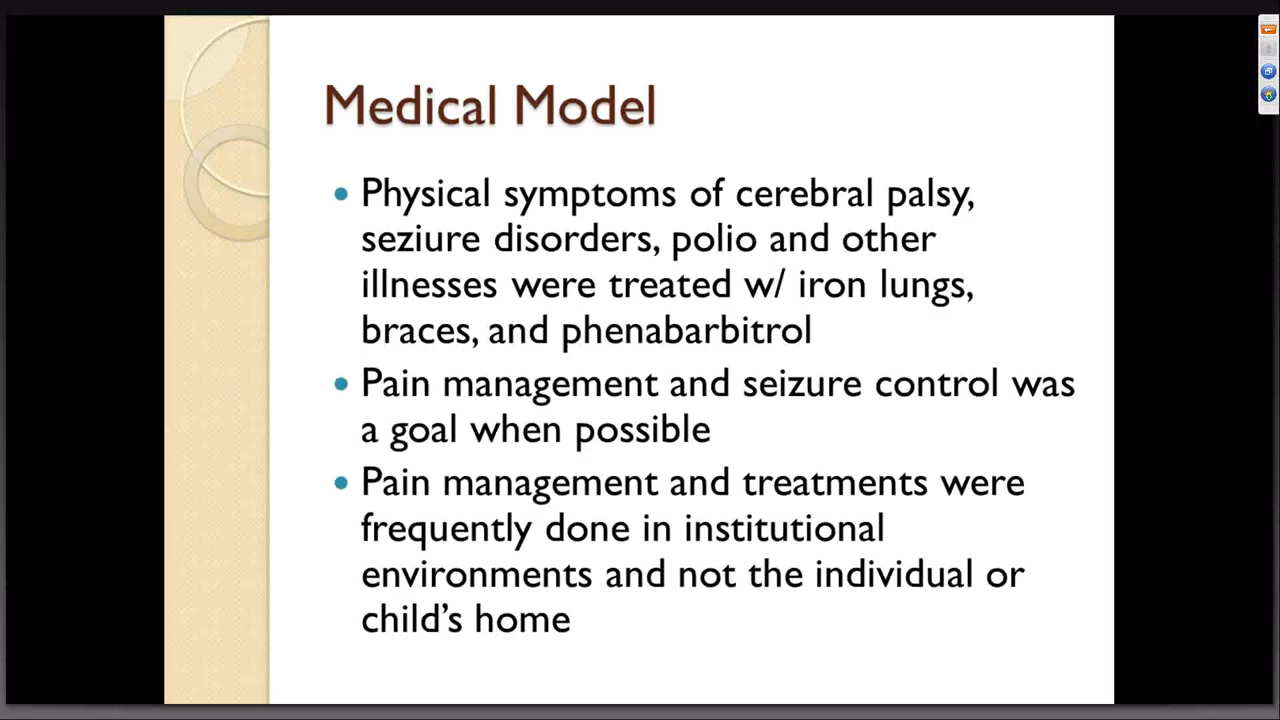 Medical Model
• Physical symptoms of cerebral palsy,
seziure disorders, polio and other
illnesses were treated w/ iron lungs,
braces, and phenabarbitrol
• Pain management and seizure control was
a goal when possible
• Pain management and treatments were
frequently done in institutional
environments and not the individual or
child's home